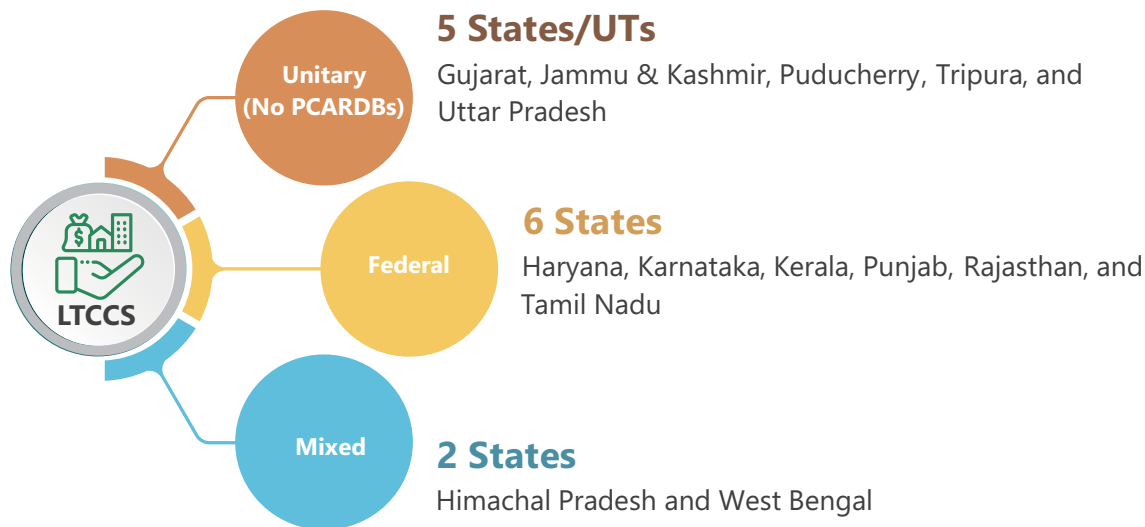 5 States/UTs
Unitary
(No PCARDBs)
Gujarat, Jammu & Kashmir, Puducherry, Tripura, and
Uttar Pradesh
LTCCS
6 States
Federal
Haryana, Karnataka, Kerala, Punjab, Rajasthan, and
Tamil Nadu
Mixed
2 States
Himachal Pradesh and West Bengal